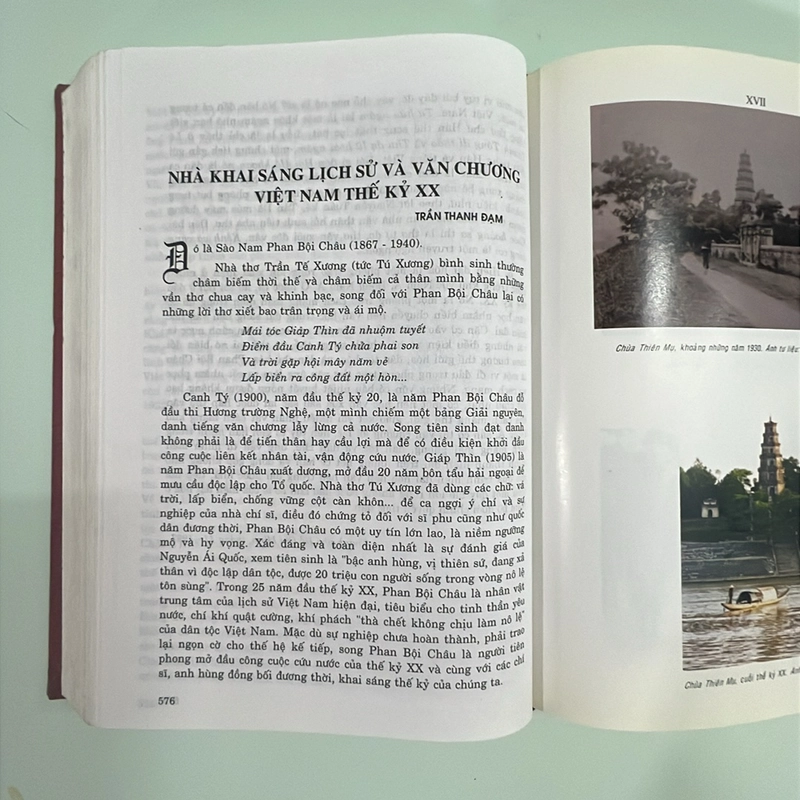 NHÀ KHAI SÁNG LỊCH SỬ VÀ VĂN CHƯƠNG
VIỆT NAM THẾ KỶ XX
TRẦN THANH ĐẠM
Đó là Sào Nam Phan Bội Châu (1867 - 1940).
Nhà thơ Trần Tế Xương (tức Tú Xương) bình sinh thường
châm biếm thời thế và châm biếm cả thân mình bằng những
vần thơ chua cay và khinh bạc, song đối với Phan Bội Châu lại có
những lời thơ xiết bao trân trọng và ái mộ.
Mái tóc Giáp Thìn đã nhuộm tuyết
Điểm đầu Canh Tý chửa phai son
Vá trời gặp hội mây năm vẻ
Lấp biển ra công đất một hòn...
Canh Tý (1900), năm đầu thế kỷ 20, là năm Phan Bội Châu đỗ
đầu thi Hương trường Nghệ, một mình chiếm một bảng Giải nguyên,
danh tiếng văn chương lẫy lừng cả nước. Song tiên sinh đạt danh
không phải là để tiến thân hay cầu lợi mà để có điều kiện khởi đầu
công cuộc liên kết nhân tài, vận động cứu nước. Giáp Thìn (1905) là
năm Phan Bội Châu xuất dương, mở đầu 20 năm bôn tẩu hải ngoại để
mưu cầu độc lập cho Tổ quốc. Nhà thơ Tú Xương đã dùng các chữ: vá
trời, lấp biển, chống vững cột càn khôn... để ca ngợi ý chí và sự
nghiệp của nhà chí sĩ, điều đó chứng tỏ đối với sĩ phu cũng như quốc
dân đương thời, Phan Bội Châu có một uy tín lớn lao, là niềm ngưỡng
mộ và hy vọng. Xác đáng và toàn diện nhất là sự đánh giá của
Nguyễn Ái Quốc, xem tiên sinh là "bậc anh hùng, vị thiên sứ, đang xả
thân vì độc lập dân tộc, được 20 triệu con người sống trong vòng nô lệ
tôn sùng". Trong 25 năm đầu thế kỷ XX, Phan Bội Châu là nhân vật
trung tâm của lịch sử Việt Nam hiện đại, tiêu biểu cho tinh thần yêu
nước, chí khí quật cường, khí phách "thà chết không chịu làm nô lệ"
của dân tộc Việt Nam. Mặc dù sự nghiệp chưa hoàn thành, phải trao
lại ngọn cờ cho thế hệ kế tiếp, song Phan Bội Châu là người tiên
phong mở đầu công cuộc cứu nước của thế kỷ XX và cùng với các chí
sĩ, anh hùng đồng bối đương thời, khai sáng thế kỷ của chúng ta.
576
XVII
Chùa Thiên Mụ, khoảng những năm 1930. Ảnh tư liệu:
Chùa Thiên Mụ, cuối thế kỷ XX. Ảnh